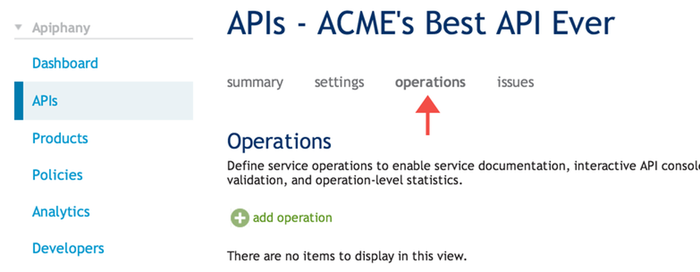 Apiphany
Dashboard
APIs
Products
Policies
Analytics
Developers
APIs - ACME's Best API Ever
summary settings operations issues
Operations
Define service operations to enable service documentation, interactive API console
validation, and operation-level statistics.
add operation
There are no items to display in this view.